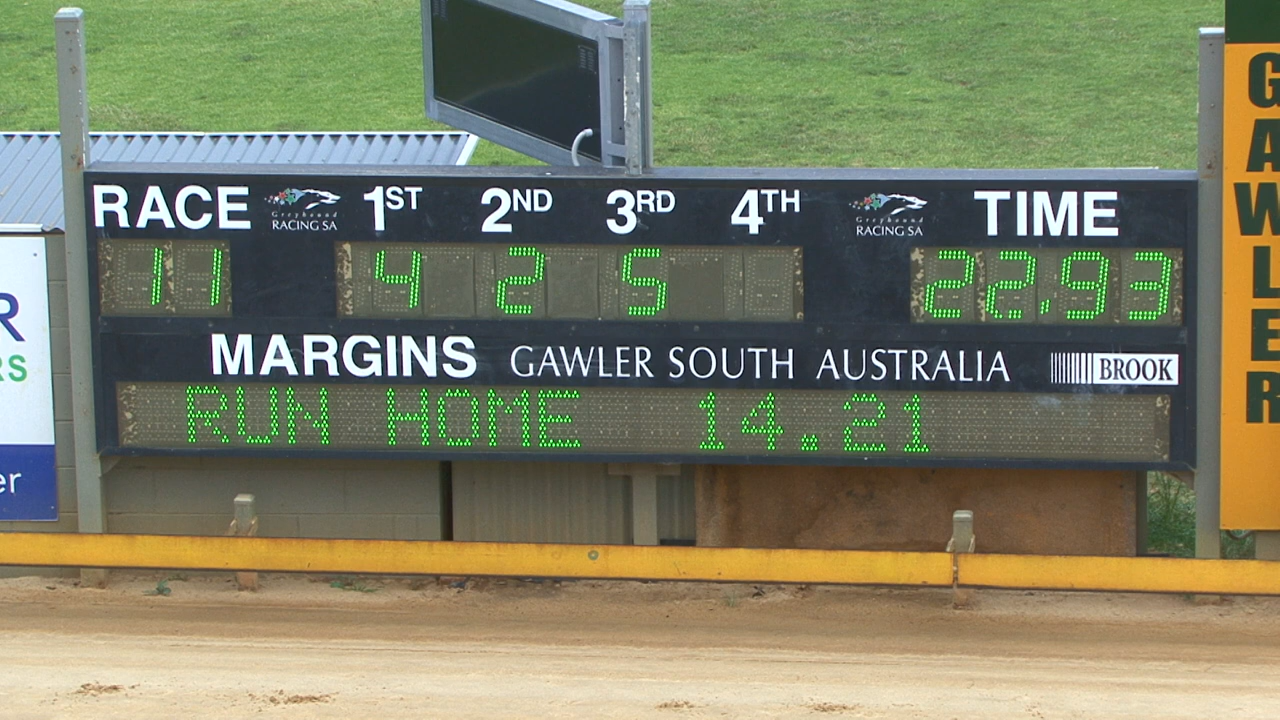 RACE Greyhound RACING SA 1ST 2ND 3RD 4TH Greyhound RACING SA TIME
11 4 2 5 22.93
MARGINS GAWLER SOUTH AUSTRALIA BROOK
RUN HOME 14.21
GAWLER
R
RS
er